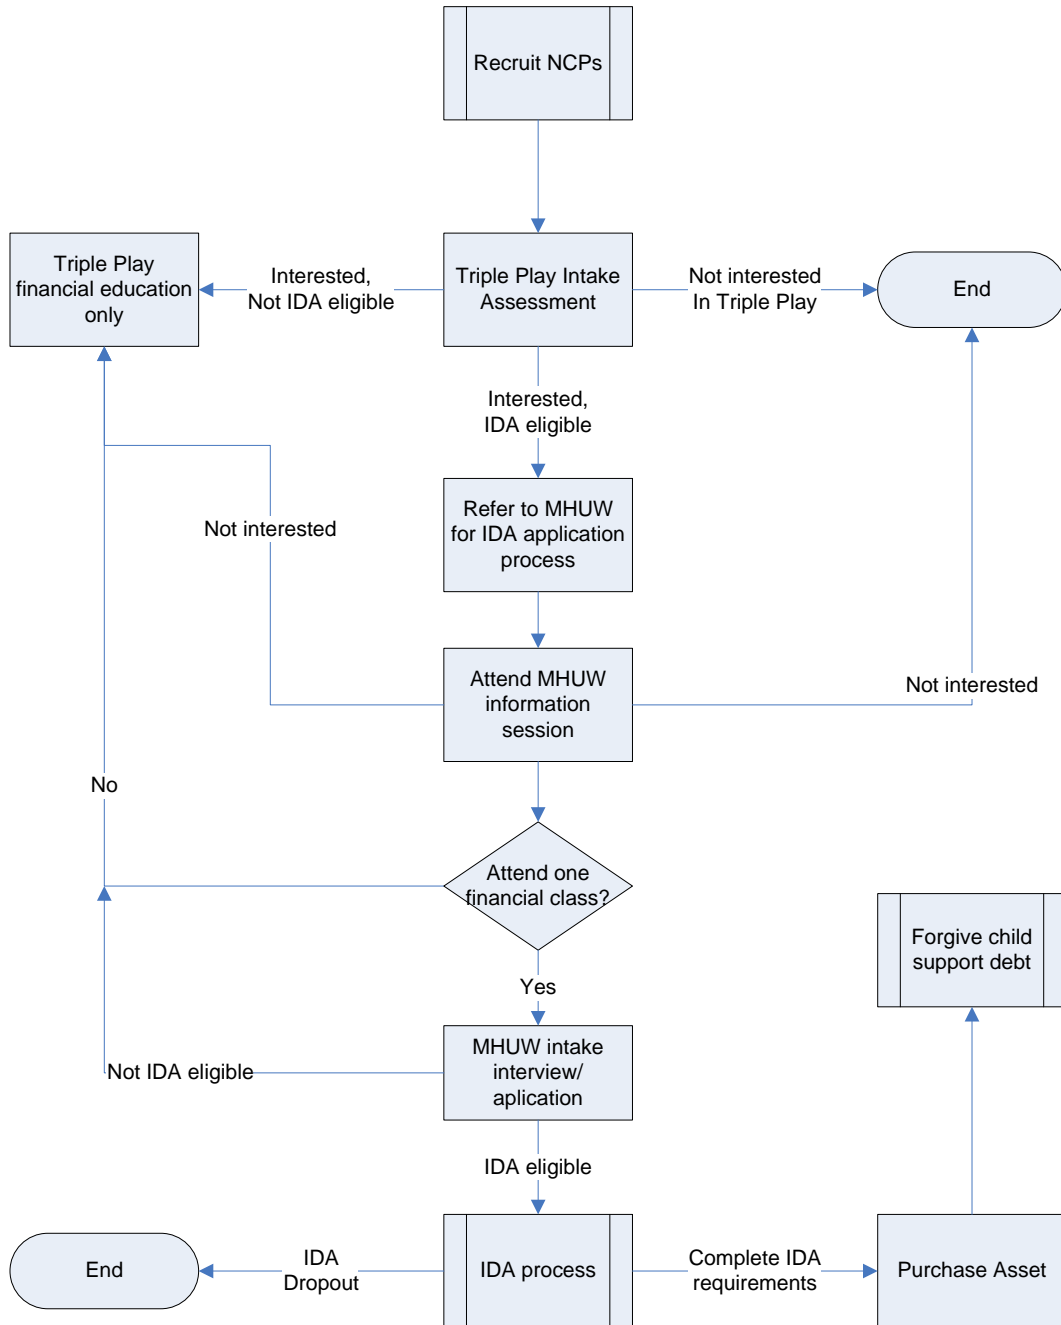 Recruit NCPs
Triple Play
financial education
only
Interested,
Not IDA eligible
Triple Play Intake
Assessment
Not interested
In Triple Play
End
Interested,
IDA eligible
Refer to MHUW
for IDA application
process
Not interested
Attend MHUW
information
session
Not interested
No
Attend one
financial class?
Forgive child
support debt
Yes
MHUW intake
interview/
aplication
Not IDA eligible
IDA eligible
End
IDA
Dropout
IDA process
Complete IDA
requirements
Purchase Asset